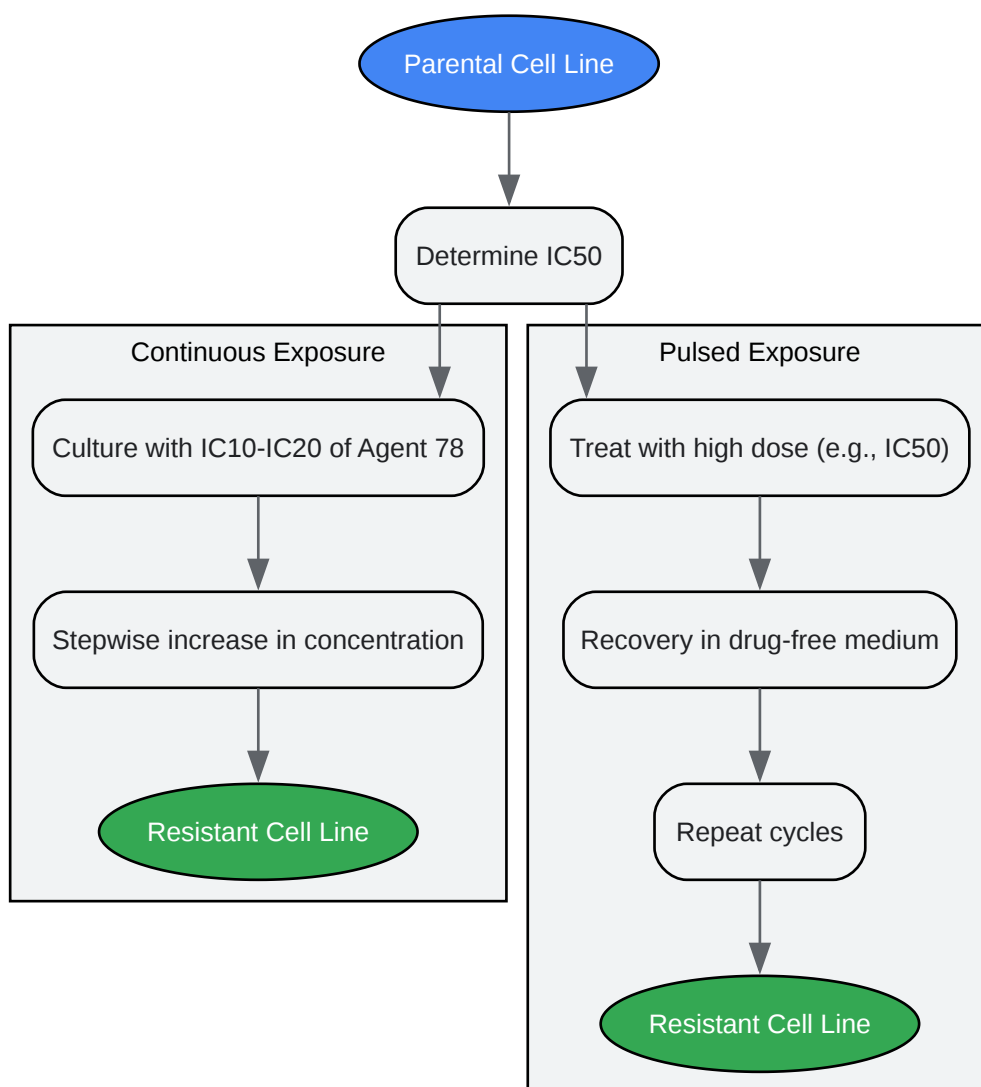 Parental Cell Line
Determine IC50
Continuous Exposure
Culture with IC10-IC20 of Agent 78
Stepwise increase in concentration
Resistant Cell Line
Pulsed Exposure
Treat with high dose (e.g., IC50)
Recovery in drug-free medium
Repeat cycles
Resistant Cell Line